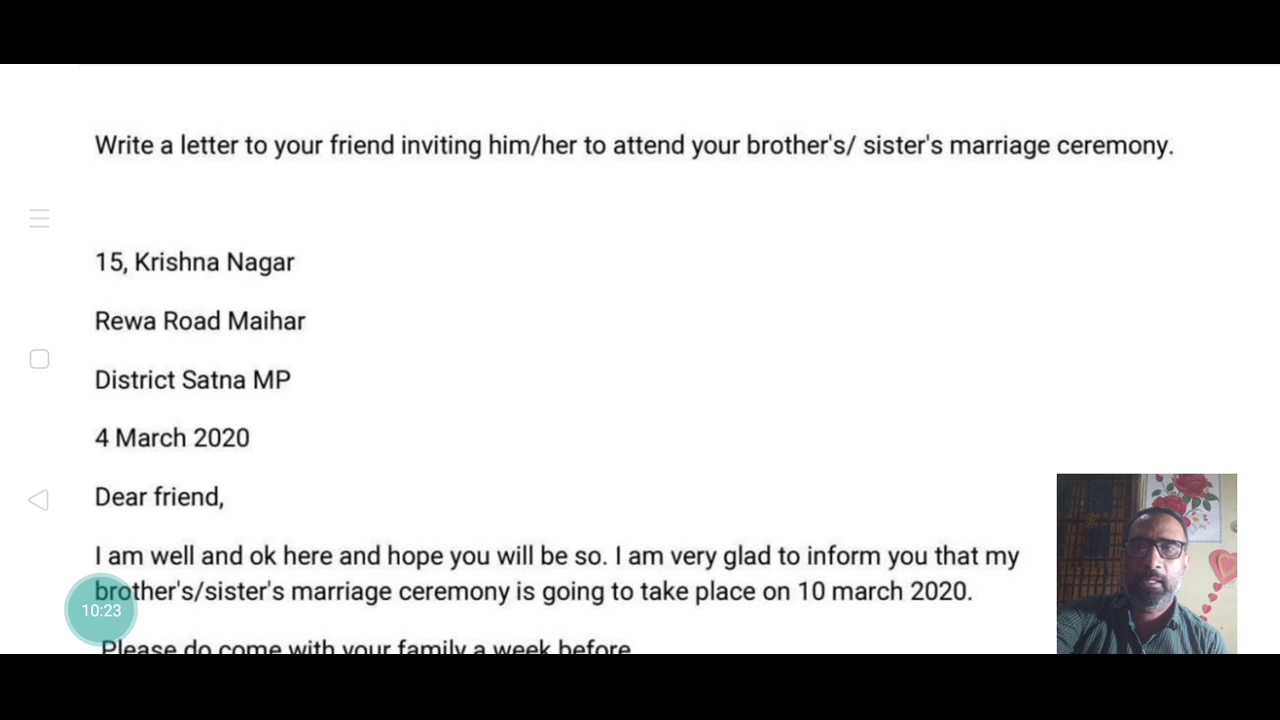 Write a letter to your friend inviting him/her to attend your brother's/ sister's marriage ceremony.
15, Krishna Nagar
Rewa Road Maihar
District Satna MP
4 March 2020
Dear friend,
I am well and ok here and hope you will be so. I am very glad to inform you that my
brother's/sister's marriage ceremony is going to take place on 10 march 2020.
10:23
Please do come with your family a week before